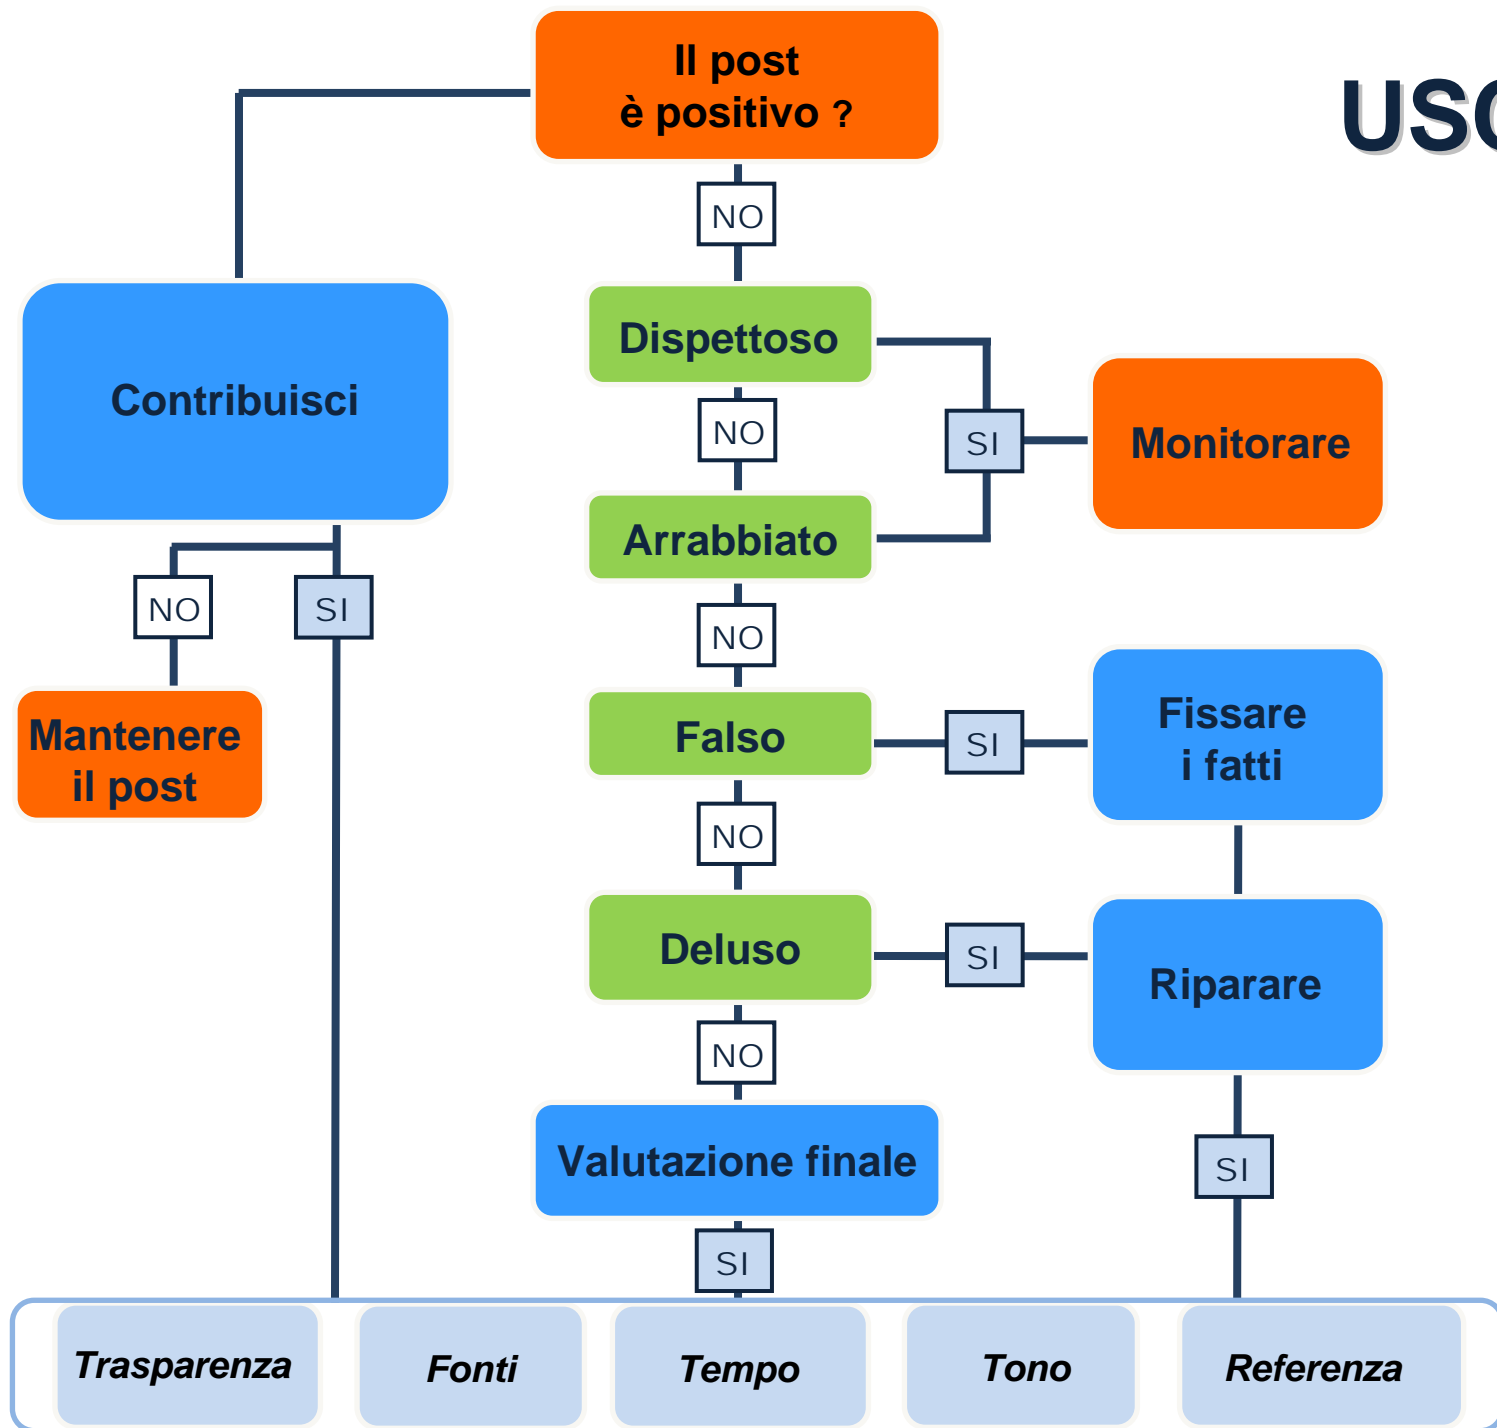 Il post
è positivo ?
USO
NO
Dispettoso
NO
SI
Monitorare
Contribuisci
Arrabbiato
NO
SI
NO
Mantenere
il post
Falso
SI
Fissare
i fatti
NO
Deluso
SI
Riparare
NO
Valutazione finale
SI
SI
Trasparenza
Fonti
Tempo
Tono
Referenza